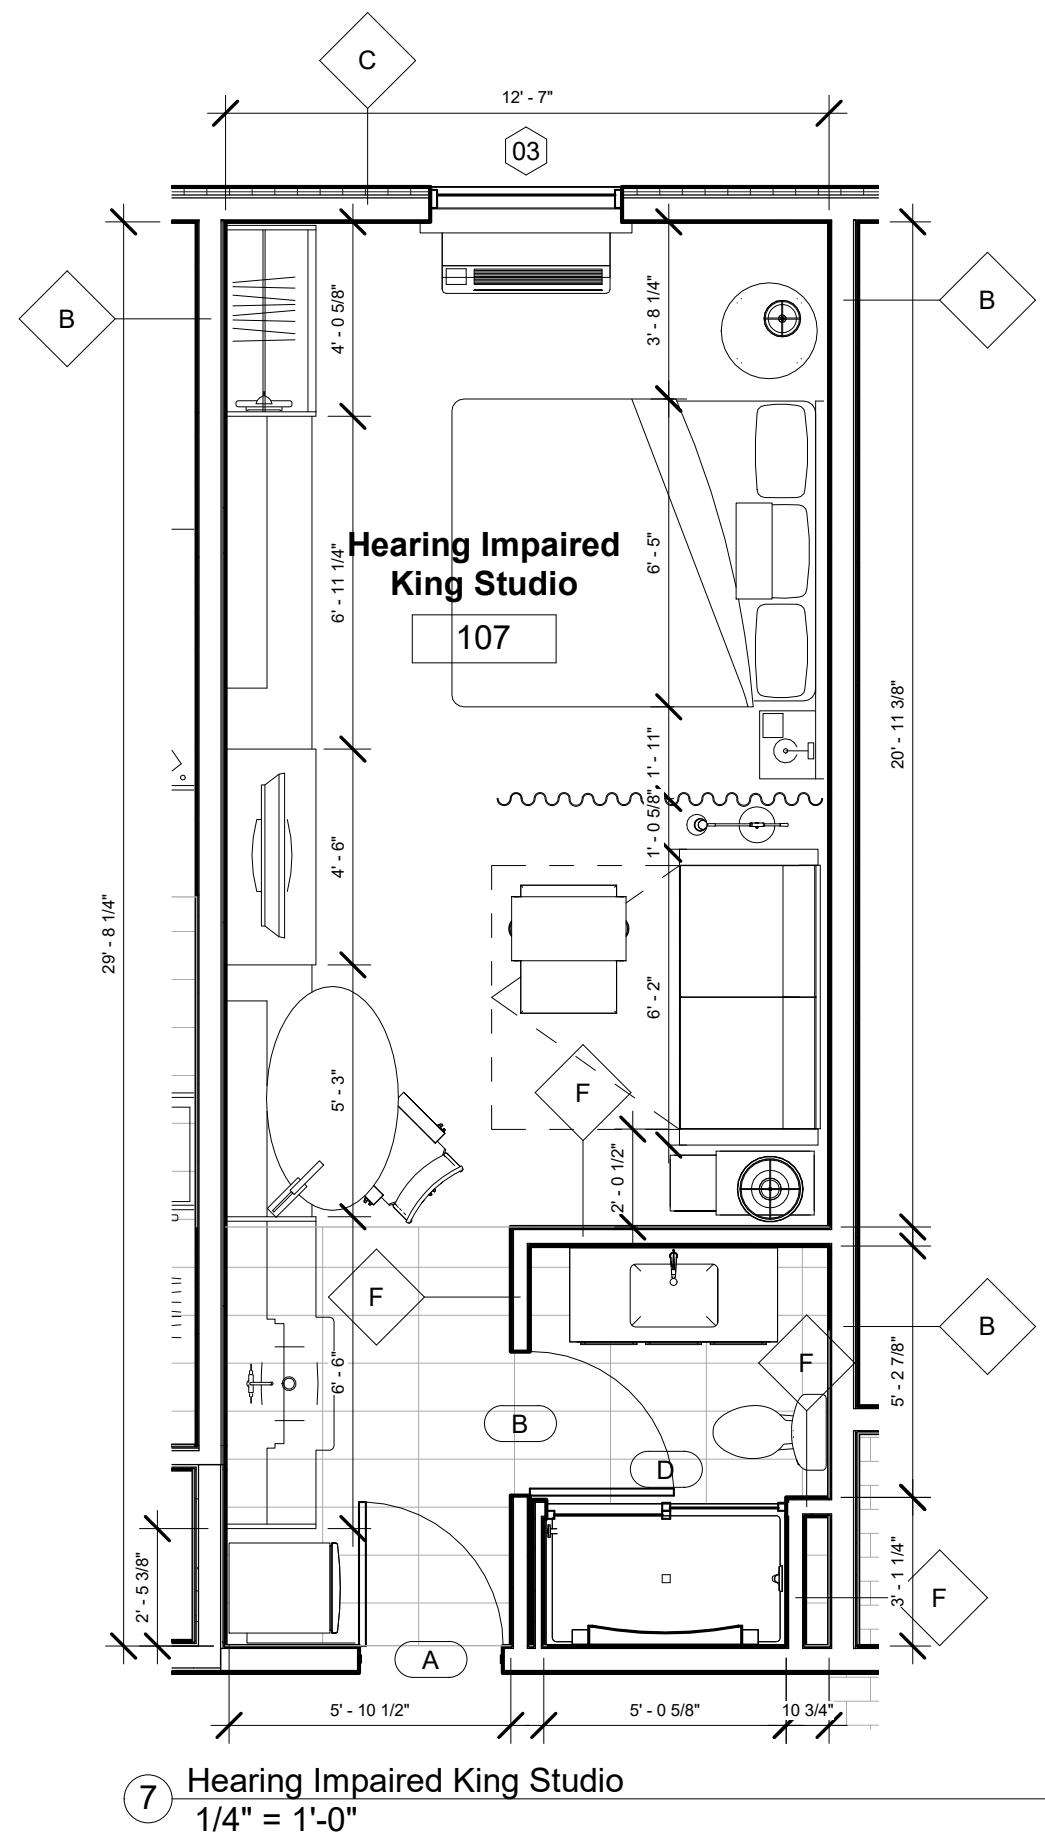 C
12' - 7"
03
B
B
4' - 0 5/8"
3' - 8 1/4"
Hearing Impaired
King Studio
107
6' - 11 1/4"
6' - 5"
20' - 11 3/8"
1' - 11"
1' - 0 5/8"
4' - 6"
29' - 8 1/4"
6' - 2"
F
5' - 3"
2' - 0 1/2"
F
B
F
6' - 6"
5' - 2 7/8"
B
D
2' - 5 3/8"
3' - 1 1/4"
F
A
5' - 10 1/2"
5' - 0 5/8"
10 3/4"
7
Hearing Impaired King Studio
1/4" = 1'-0"